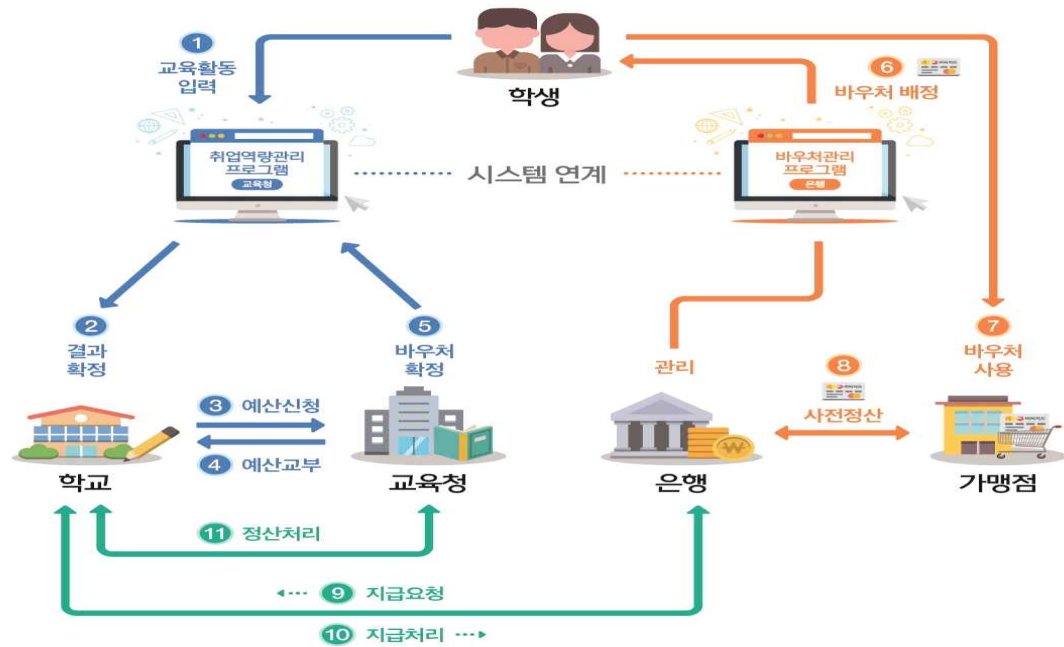 1
교육활동
입력
학생
6
바우처 배정
취업역량관리
프로그램
교육청
시스템 연계
바우처관리
프로그램
은행
2
결과
확정
5
바우처
확정
관리
8
사전정산
7
바우처
사용
3 예산신청
4 예산교부
학교
교육청
은행
가맹점
11 정산처리
9 지급요청
10 지급처리